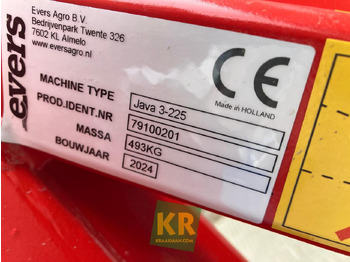 Evers Agro B.V.
Bedrijvenpark Twente 326
7602 KL Almelo
www.eversagro.nl
evers
CE
Made in HOLLAND
MACHINE TYPE Java 3-225
PROD.IDENT.NR 79100201
MASSA 493KG
BOUWJAAR 2024
KR
KRAAKMAN.COM